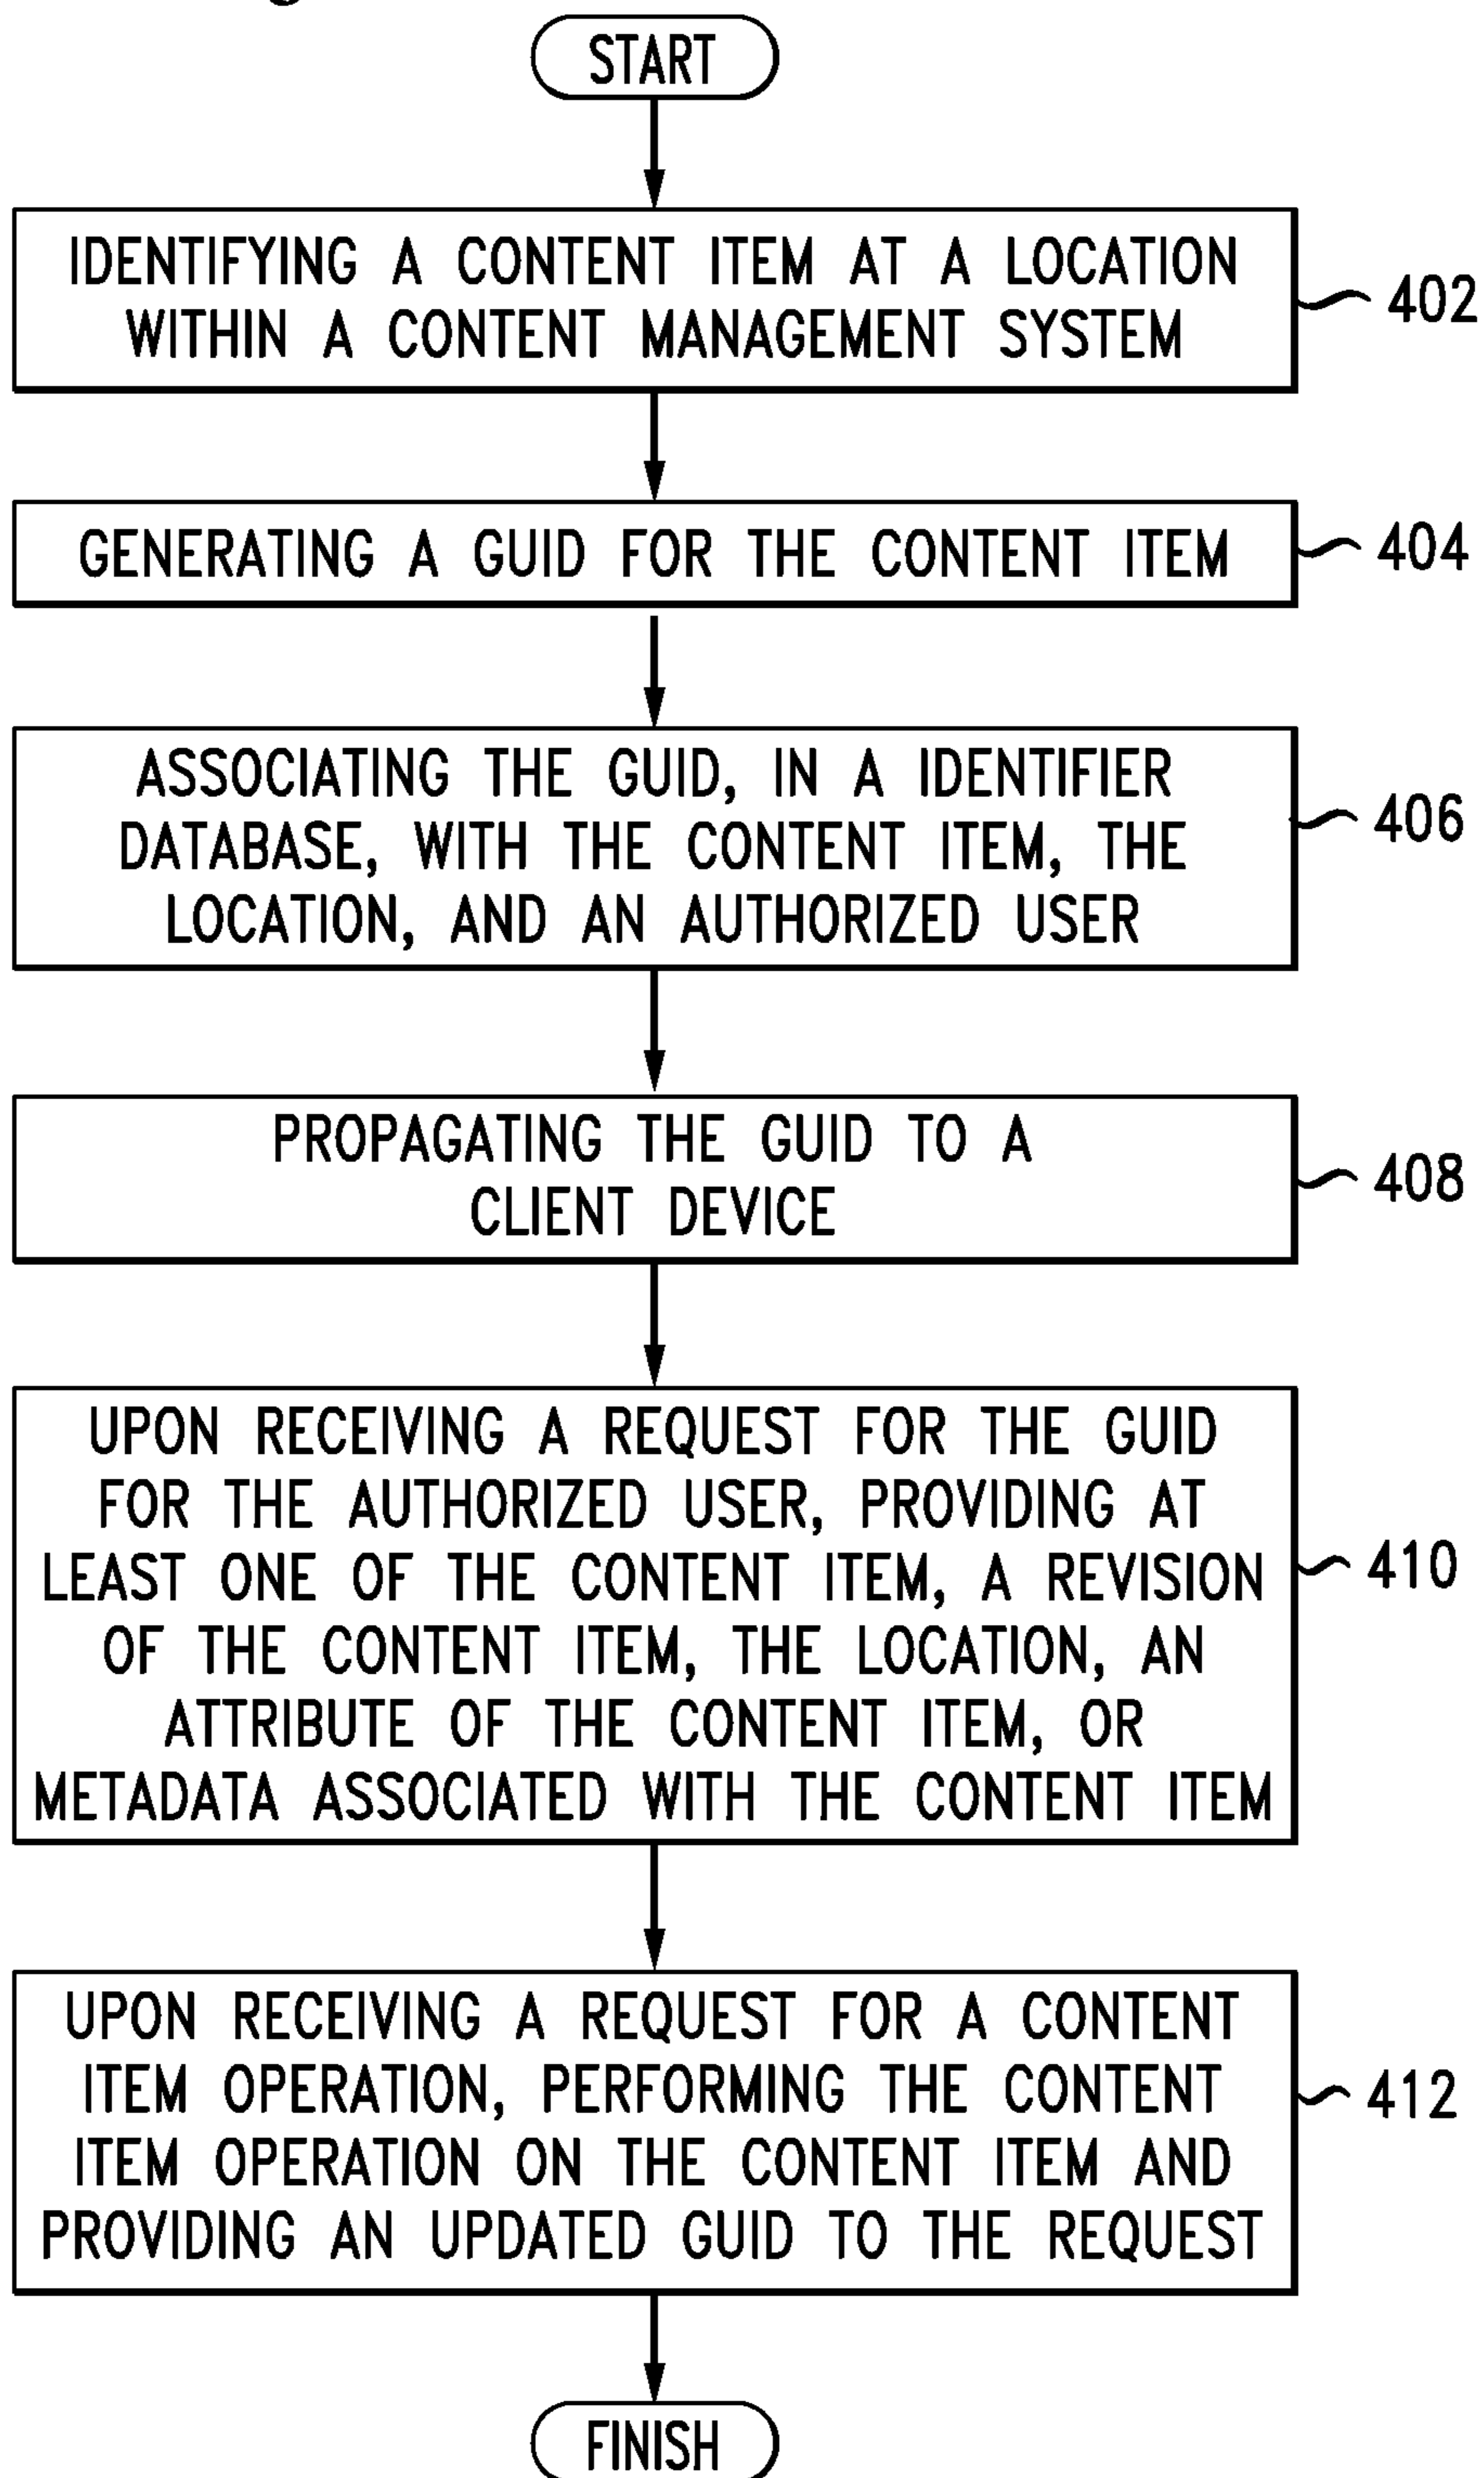 START
IDENTIFYING A CONTENT ITEM AT A LOCATION
WITHIN A CONTENT MANAGEMENT SYSTEM
402
GENERATING A GUID FOR THE CONTENT ITEM
404
ASSOCIATING THE GUID, IN A IDENTIFIER
DATABASE, WITH THE CONTENT ITEM, THE
LOCATION, AND AN AUTHORIZED USER
406
PROPAGATING THE GUID TO A
CLIENT DEVICE
408
UPON RECEIVING A REQUEST FOR THE GUID
FOR THE AUTHORIZED USER, PROVIDING AT
LEAST ONE OF THE CONTENT ITEM, A REVISION
OF THE CONTENT ITEM, THE LOCATION, AN
ATTRIBUTE OF THE CONTENT ITEM, OR
METADATA ASSOCIATED WITH THE CONTENT ITEM
410
UPON RECEIVING A REQUEST FOR A CONTENT
ITEM OPERATION, PERFORMING THE CONTENT
ITEM OPERATION ON THE CONTENT ITEM AND
PROVIDING AN UPDATED GUID TO THE REQUEST
412
FINISH